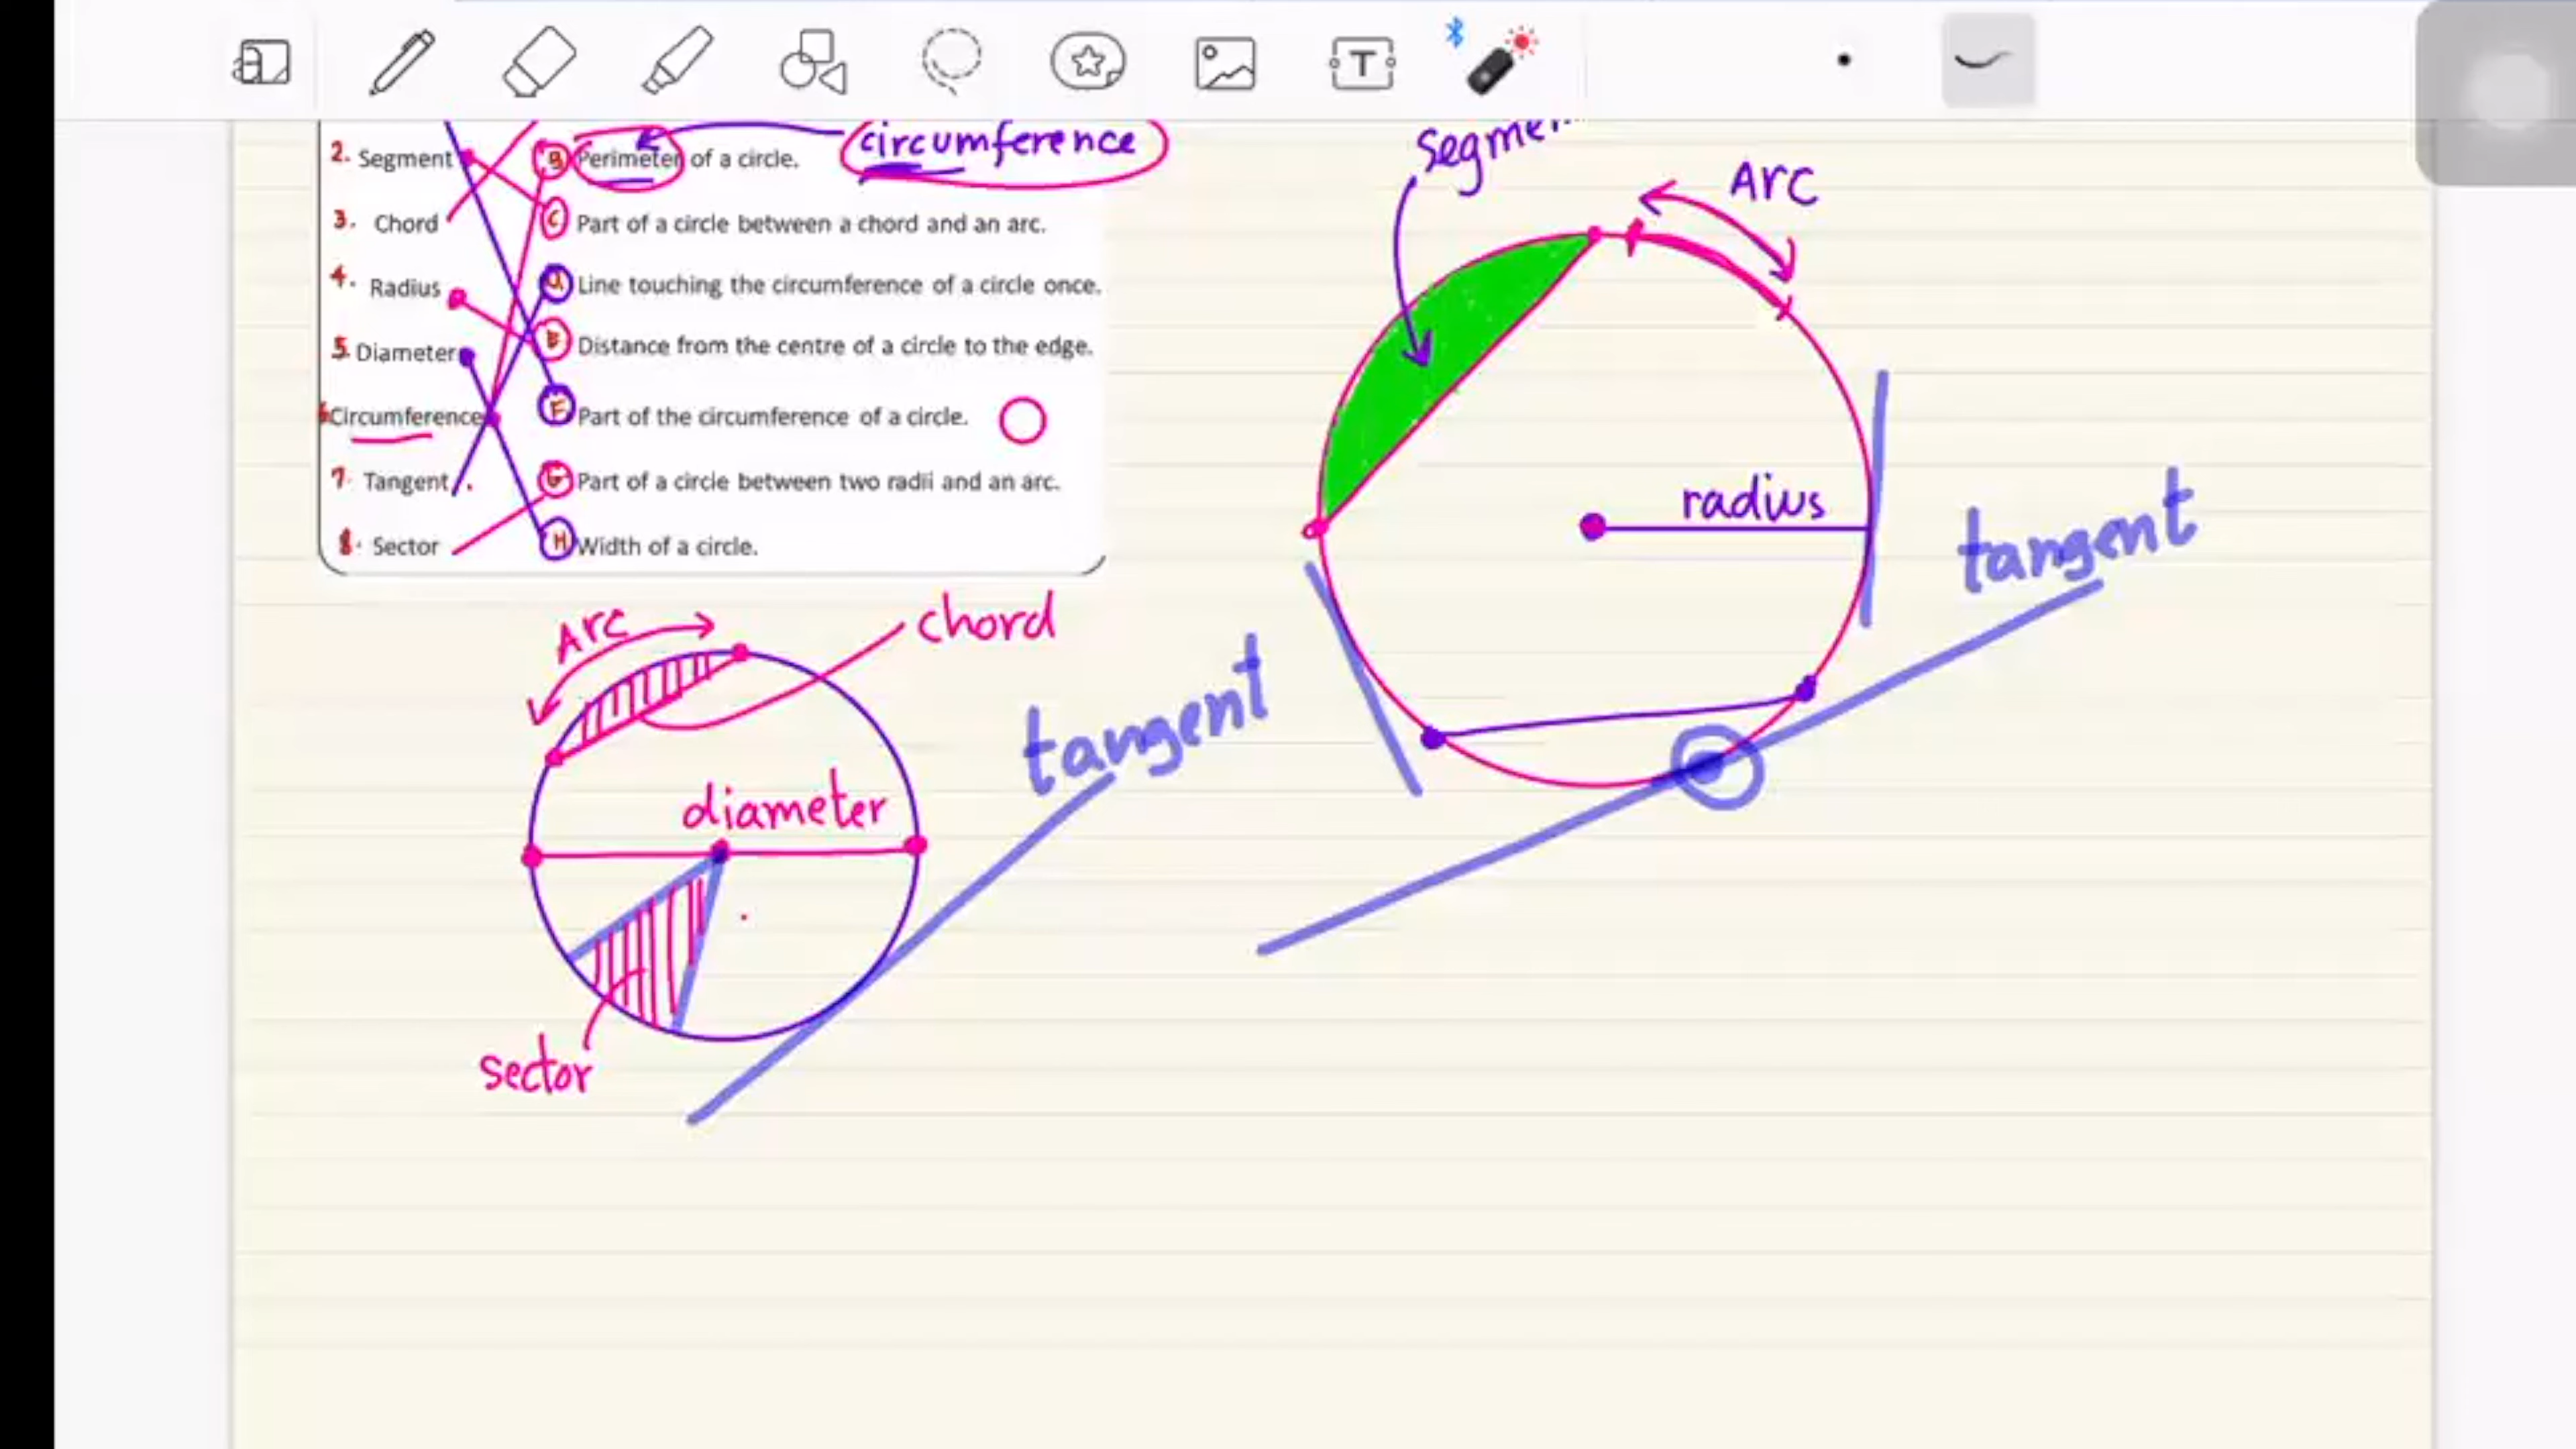 circumference
2. Segment
B Perimeter of a circle.
3. Chord
C Part of a circle between a chord and an arc.
4. Radius
Line touching the circumference of a circle once.
5. Diameter
E Distance from the centre of a circle to the edge.
6 Circumference
F Part of the circumference of a circle.
7. Tangent
G Part of a circle between two radii and an arc.
8. Sector
H Width of a circle.
Arc
chord
diameter
sector
tangent
Arc
radius
tangent
T